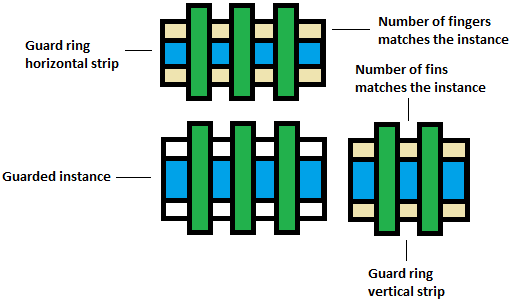 Guard ring
horizontal strip
Number of fingers
matches the instance
Number of fins
matches the instance
Guarded instance
Guard ring
vertical strip